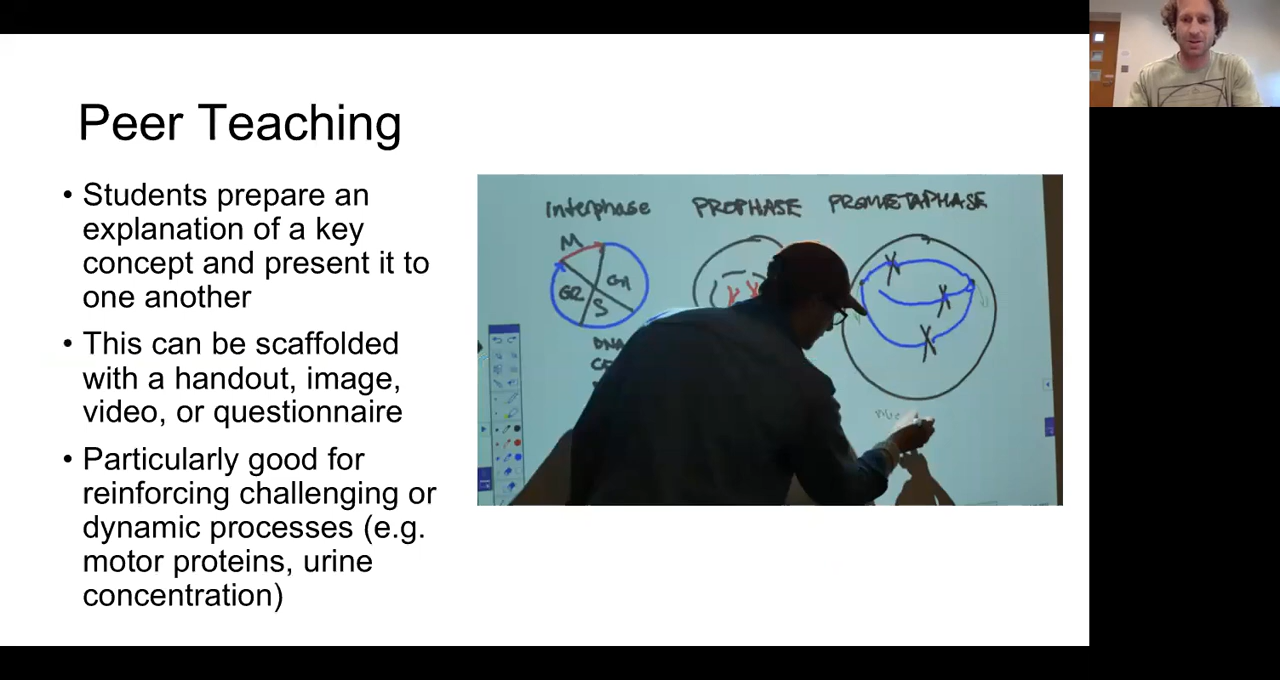 Peer Teaching
• Students prepare an
explanation of a key
concept and present it to
one another
• This can be scaffolded
with a handout, image,
video, or questionnaire
• Particularly good for
reinforcing challenging or
dynamic processes (e.g.
motor proteins, urine
concentration)
Interphase PROPHASE PROMETAPHASE
M
G2 S G1
DNA